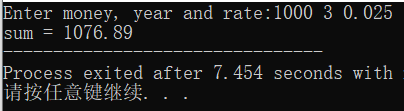 Enter money, year and rate:1000 3 0.025
sum = 1076.89
--------------------------------
Process exited after 7.454 seconds with
请按任意键继续. . .